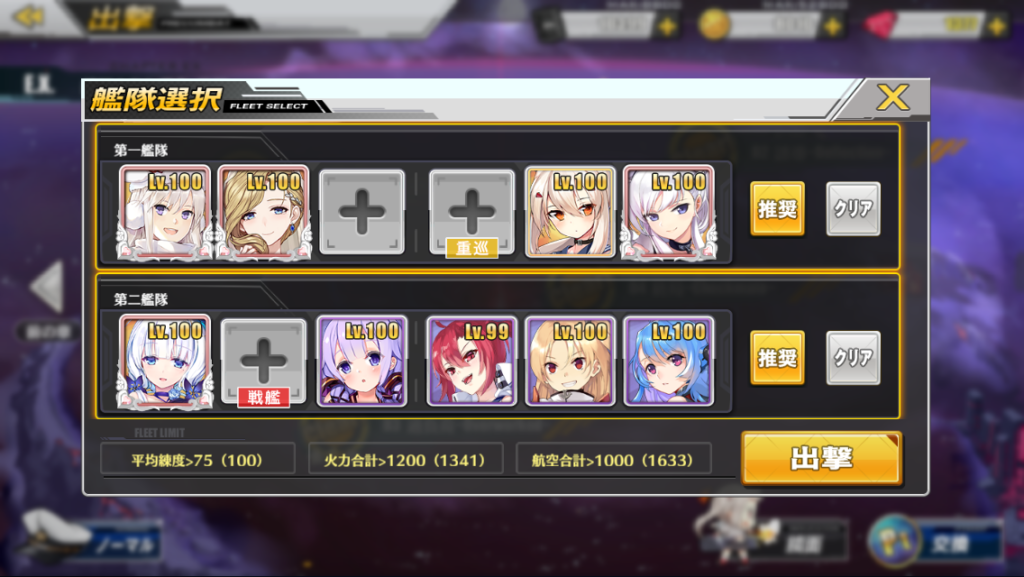 出撃
EX.
艦隊選択 FLEET SELECT
第一艦隊
Lv.100 Lv.100 Lv.100 Lv.100
重巡
推奨 クリア
第二艦隊
Lv.100 Lv.100 Lv.99 Lv.100 Lv.100
戦艦
推奨 クリア
FLEET LIMIT
平均練度>75（100） 火力合計>1200（1341） 航空合計>1000（1633）
出撃
ノーマル
交換